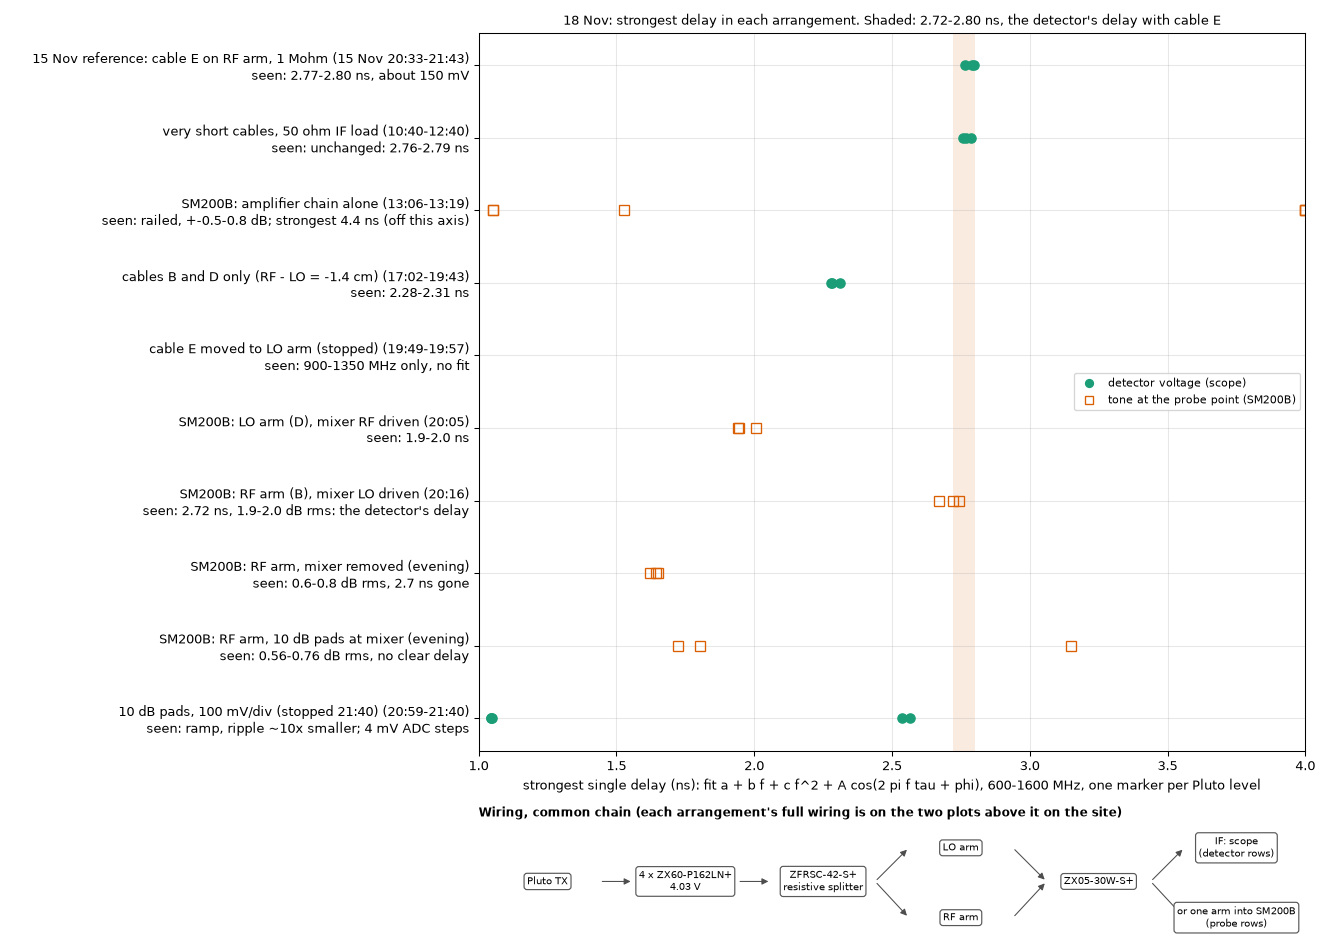 18 Nov: strongest delay in each arrangement. Shaded: 2.72-2.80 ns, the detector's delay with cable E
15 Nov reference: cable E on RF arm, 1 Mohm (15 Nov 20:33-21:43)
seen: 2.77-2.80 ns, about 150 mV
very short cables, 50 ohm IF load (10:40-12:40)
seen: unchanged: 2.76-2.79 ns
SM200B: amplifier chain alone (13:06-13:19)
seen: railed, +-0.5-0.8 dB; strongest 4.4 ns (off this axis)
cables B and D only (RF - LO = -1.4 cm) (17:02-19:43)
seen: 2.28-2.31 ns
cable E moved to LO arm (stopped) (19:49-19:57)
seen: 900-1350 MHz only, no fit
detector voltage (scope)
tone at the probe point (SM200B)
SM200B: LO arm (D), mixer RF driven (20:05)
seen: 1.9-2.0 ns
SM200B: RF arm (B), mixer LO driven (20:16)
seen: 2.72 ns, 1.9-2.0 dB rms: the detector's delay
SM200B: RF arm, mixer removed (evening)
seen: 0.6-0.8 dB rms, 2.7 ns gone
SM200B: RF arm, 10 dB pads at mixer (evening)
seen: 0.56-0.76 dB rms, no clear delay
10 dB pads, 100 mV/div (stopped 21:40) (20:59-21:40)
seen: ramp, ripple ~10x smaller; 4 mV ADC steps
1.0 1.5 2.0 2.5 3.0 3.5 4.0
strongest single delay (ns): fit a + b f + c f^2 + A cos(2 pi f tau + phi), 600-1600 MHz, one marker per Pluto level
Wiring, common chain (each arrangement's full wiring is on the two plots above it on the site)
Pluto TX
4 x ZX60-P162LN+
4.03 V
ZFRSC-42-S+
resistive splitter
LO arm
RF arm
ZX05-30W-S+
IF: scope
(detector rows)
or one arm into SM200B
(probe rows)